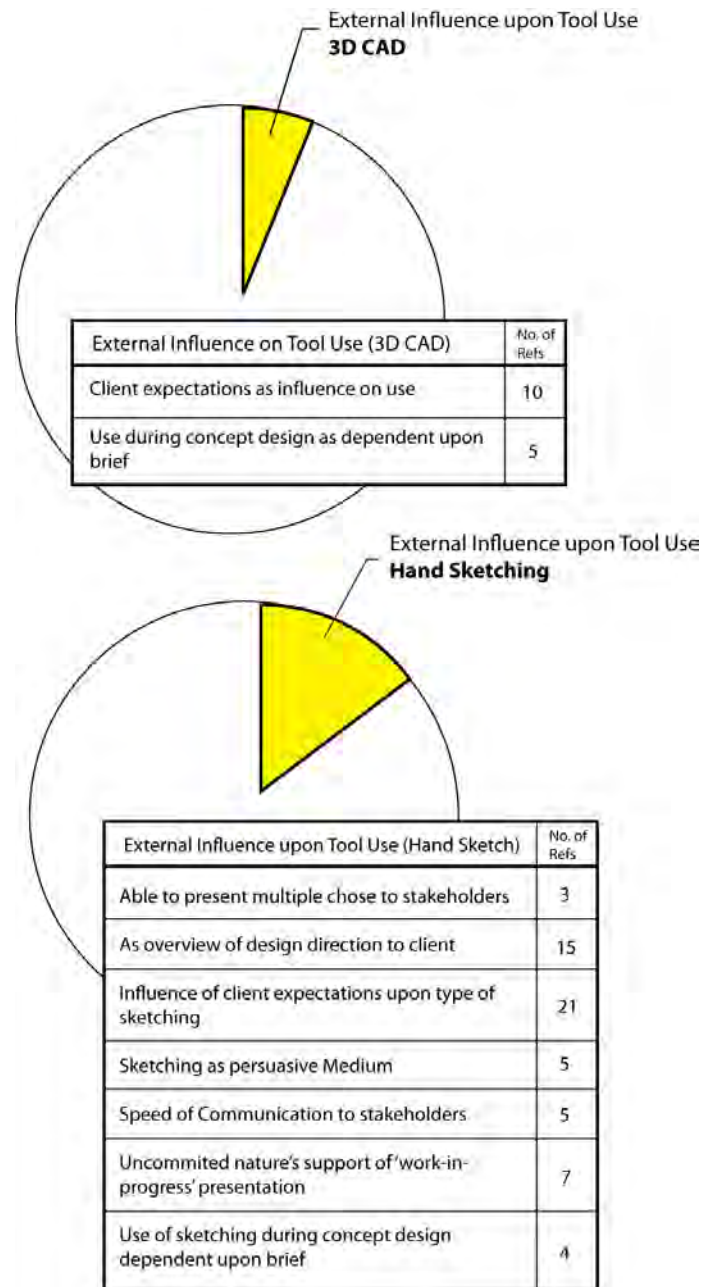 External Influence upon Tool Use
3D CAD
External Influence on Tool Use (3D CAD)
No. of
Refs
Client expectations as influence on use
10
Use during concept design as dependent upon
brief
5
External Influence upon Tool Use
Hand Sketching
External Influence upon Tool Use (Hand Sketch)
No. of
Refs
Able to present multiple chose to stakeholders
3
As overview of design direction to client
15
Influence of client expectations upon type of
sketching
21
Sketching as persuasive Medium
5
Speed of Communication to stakeholders
5
Uncommited nature's support of 'work-in-
progress' presentation
7
Use of sketching during concept design
dependent upon brief
4